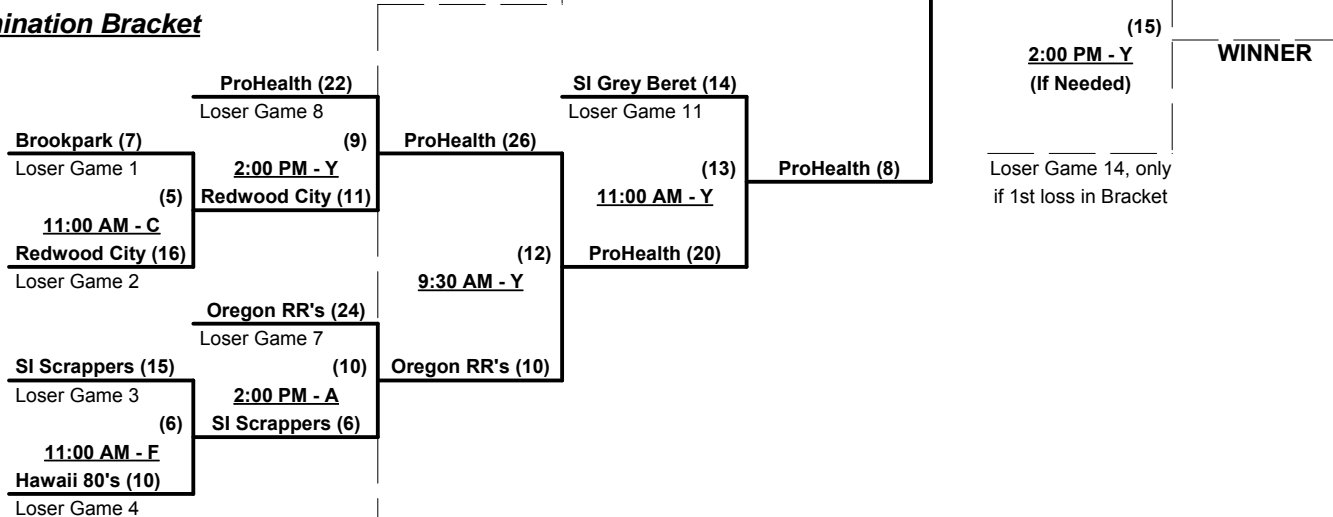 mination Bracket
(15)
2:00 PM - Y
WINNER
(If Needed)
ProHealth (22)
SI Grey Beret (14)
Loser Game 8
Loser Game 11
Brookpark (7)
(9)
ProHealth (26)
Loser Game 1
2:00 PM - Y
(13)
ProHealth (8)
Loser Game 14, only
if 1st loss in Bracket
(5)
Redwood City (11)
11:00 AM - Y
11:00 AM - C
Redwood City (16)
(12)
ProHealth (20)
Loser Game 2
9:30 AM - Y
Oregon RR's (24)
Loser Game 7
SI Scrappers (15)
(10)
Oregon RR's (10)
Loser Game 3
2:00 PM - A
(6)
SI Scrappers (6)
11:00 AM - F
Hawaii 80's (10)
Loser Game 4